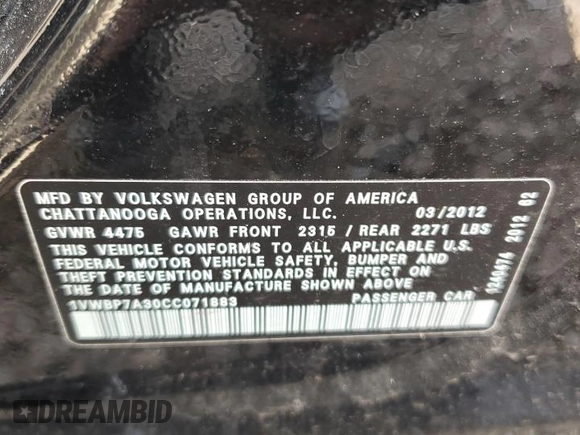 MFD BY VOLKSWAGEN GROUP OF AMERICA
CHATTANOOGA OPERATIONS, LLC. 03/2012
GVWR 4475 GAWR FRONT 2315 / REAR 2271 LBS
THIS VEHICLE CONFORMS TO ALL APPLICABLE U.S.
FEDERAL MOTOR VEHICLE SAFETY, BUMPER AND
THEFT PREVENTION STANDARDS IN EFFECT ON
THE DATE OF MANUFACTURE SHOWN ABOVE
1VWBP7A30CC071883 PASSENGER CAR
2012 02
DREAMBID